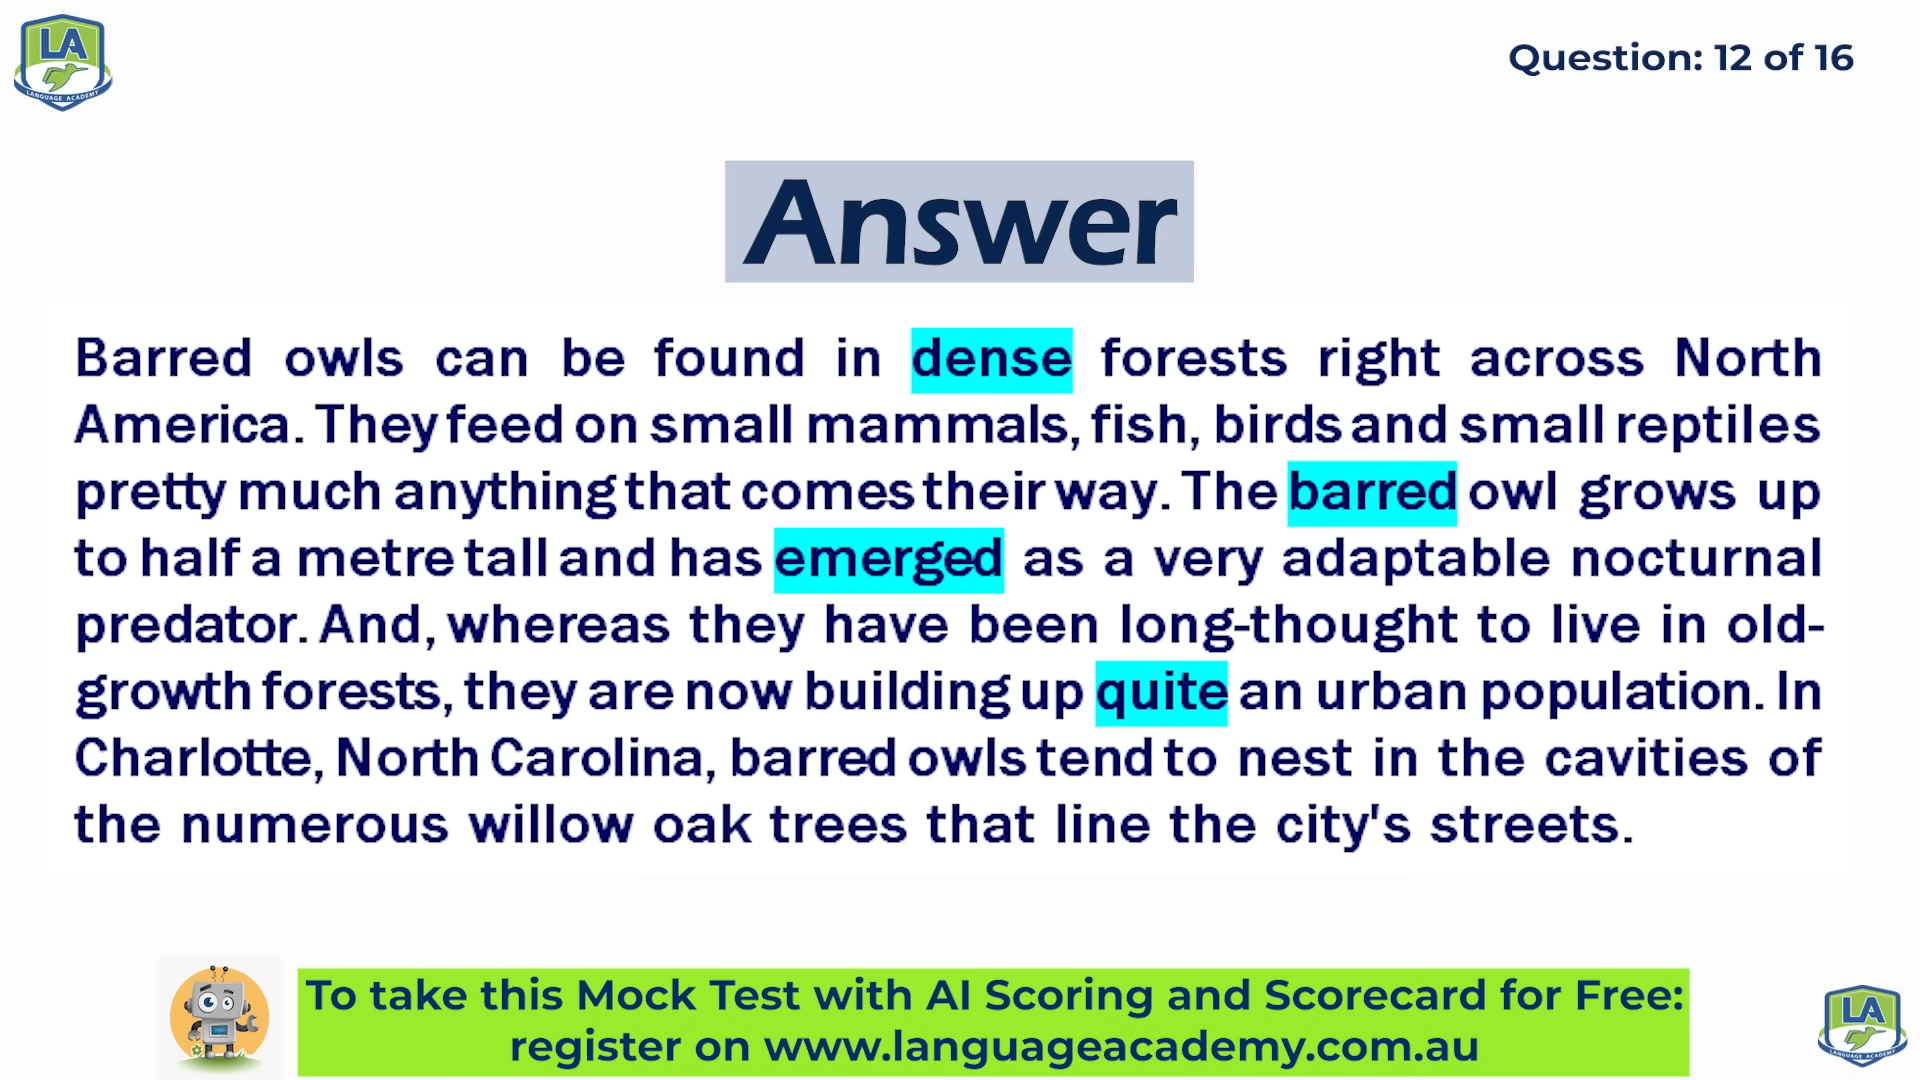 LA
LANGUAGE ACADEMY
Question: 12 of 16
Answer
Barred owls can be found in dense forests right across North
America. They feed on small mammals, fish, birds and small reptiles
pretty much anything that comes their way. The barred owl grows up
to half a metre tall and has emerged as a very adaptable nocturnal
predator. And, whereas they have been long-thought to live in old-
growth forests, they are now building up quite an urban population. In
Charlotte, North Carolina, barred owls tend to nest in the cavities of
the numerous willow oak trees that line the city's streets.
To take this Mock Test with AI Scoring and Scorecard for Free:
register on www.languageacademy.com.au
LA
LANGUAGE ACADEMY